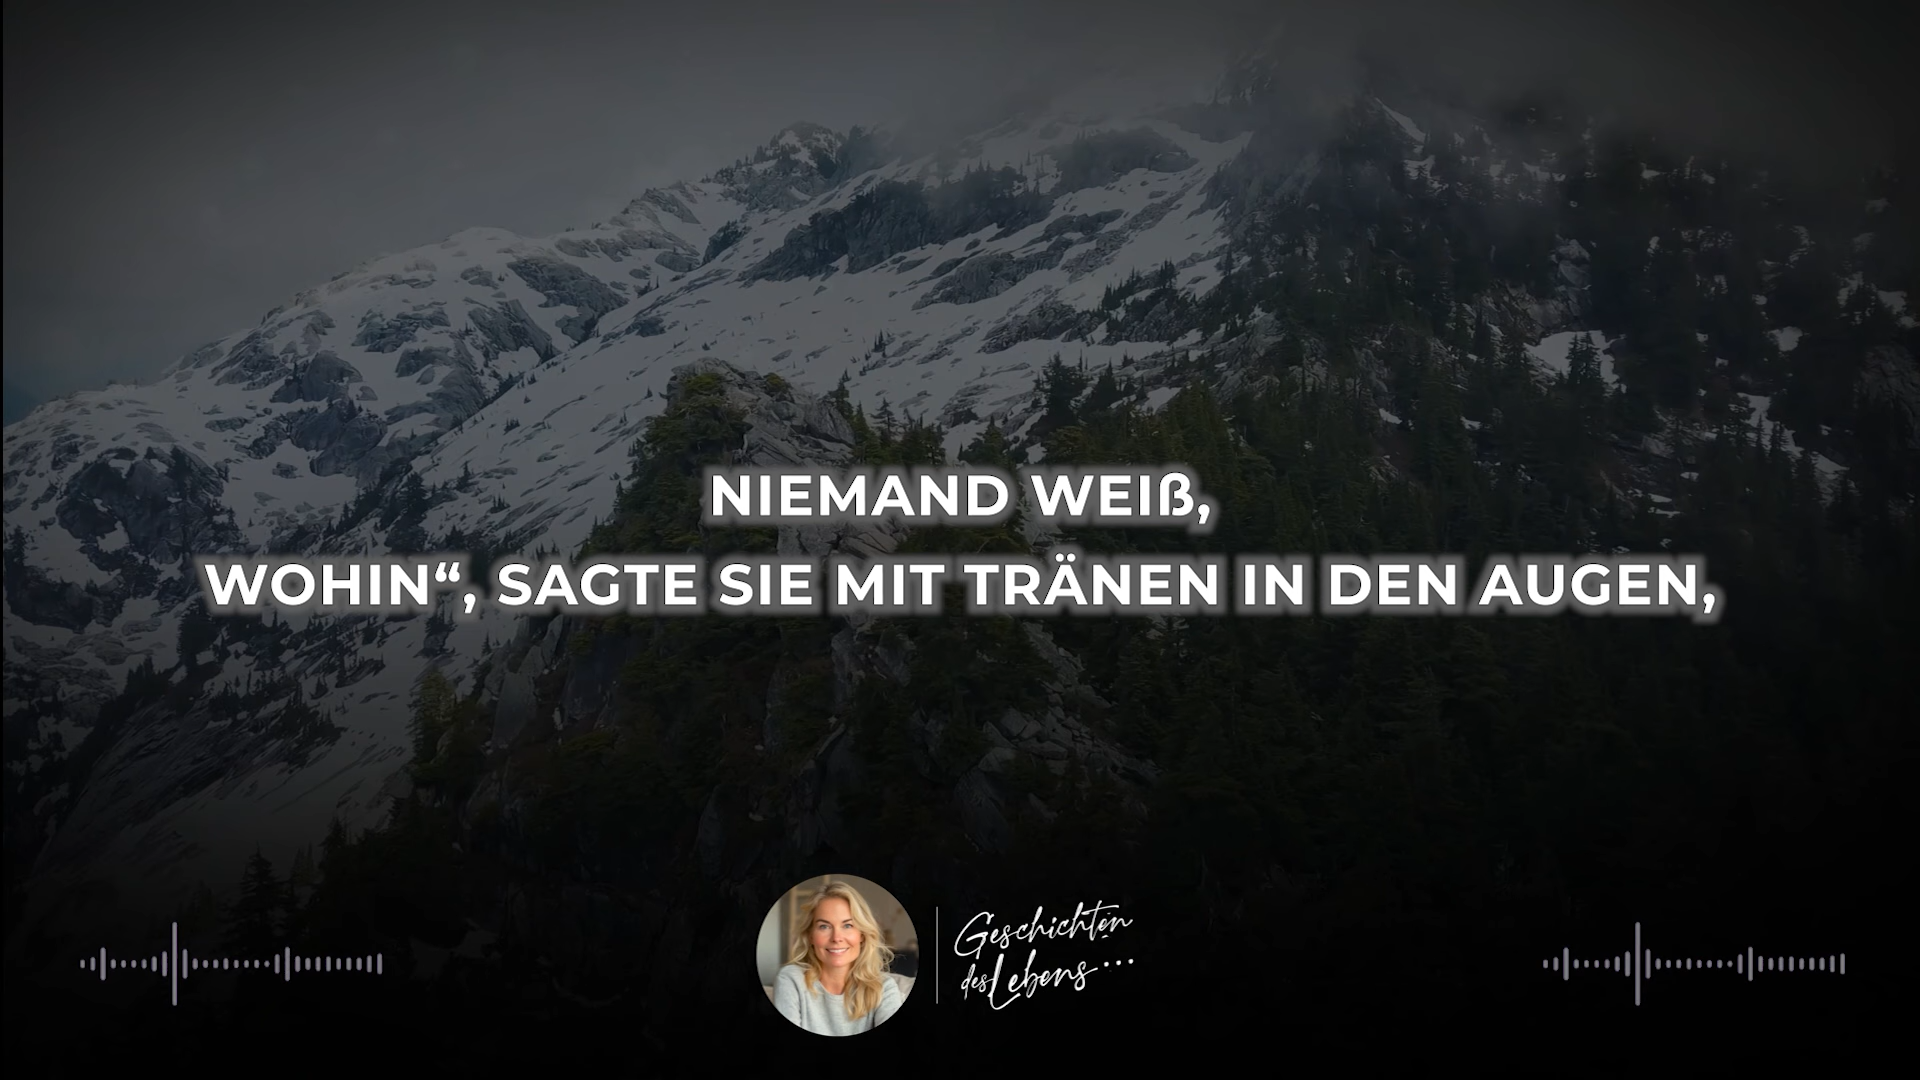 NIEMAND WEIß,
WOHIN“, SAGTE SIE MIT TRÄNEN IN DEN AUGEN,
Geschichten
des Lebens...